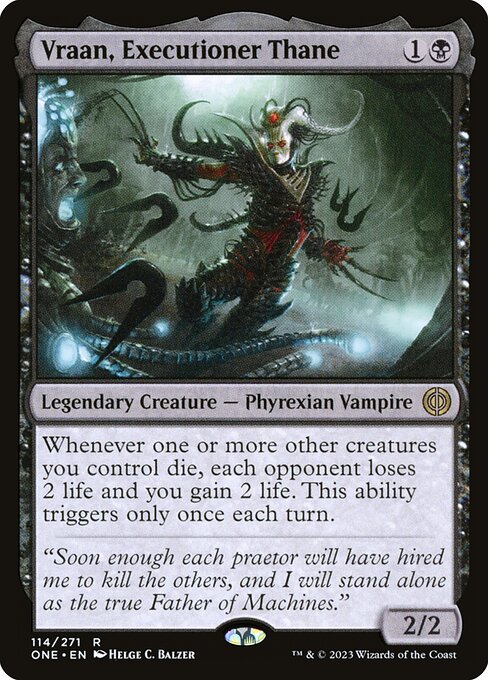 Vraan, Executioner Thane 1
Legendary Creature — Phyrexian Vampire
Whenever one or more other creatures
you control die, each opponent loses
2 life and you gain 2 life. This ability
triggers only once each turn.
“Soon enough each praetor will have hired
me to kill the others, and I will stand alone
as the true Father of Machines.”
2/2
114/271 R
ONE • EN HELGE C. BALZER
™ & © 2023 Wizards of the Coast